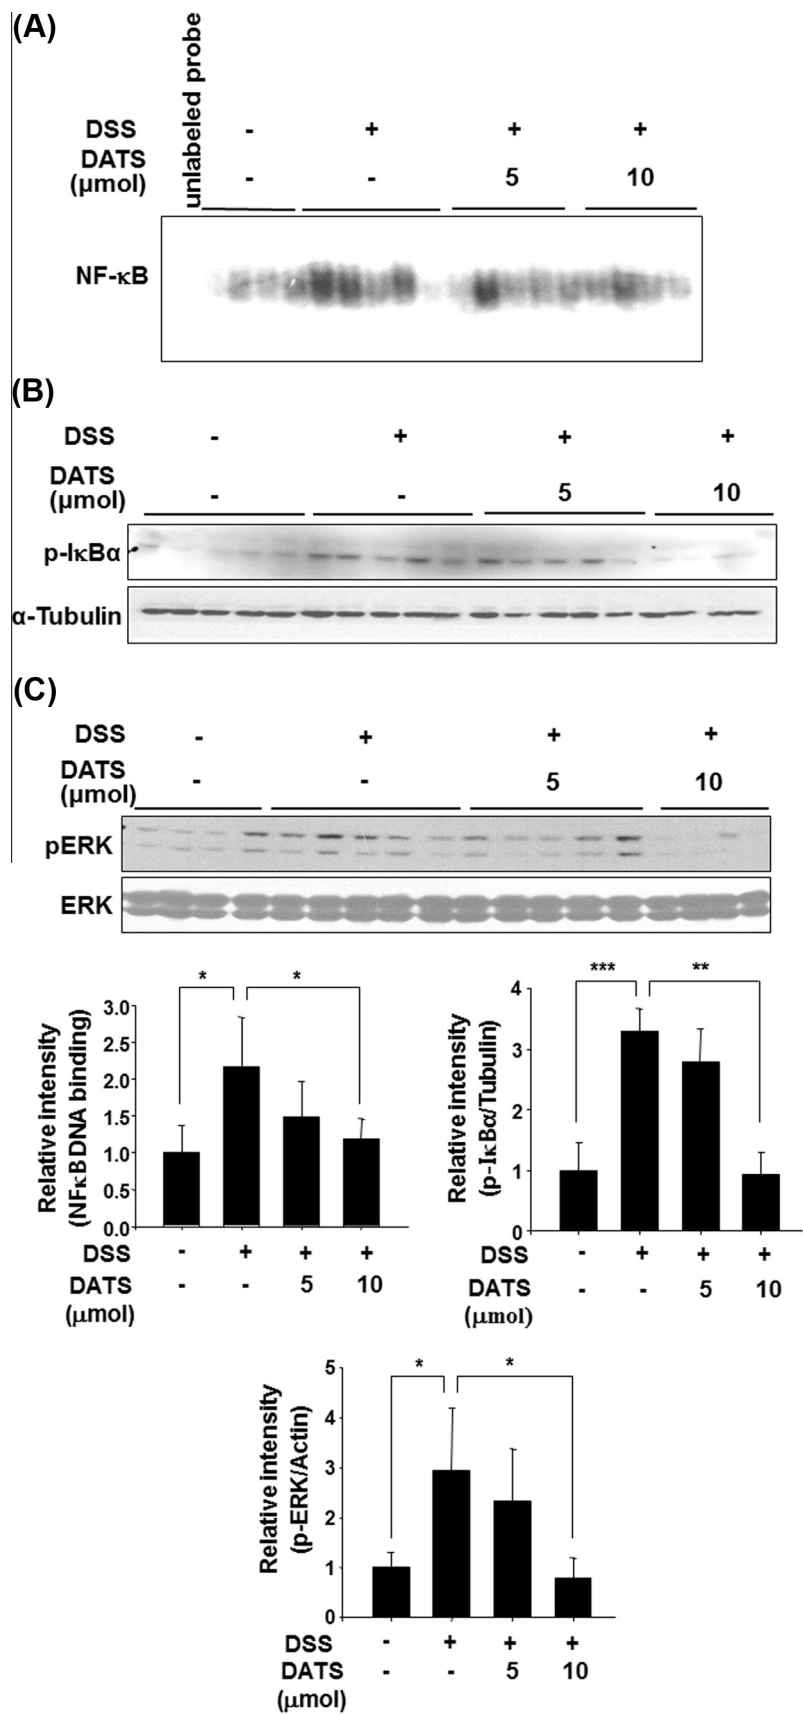 (A)
unlabeled probe
DSS - + + +
DATS
(µmol) - - 5 10
NF-κB
(B)
DSS - + + +
DATS
(µmol) - - 5 10
p-IκBα
α-Tubulin
(C)
DSS - + + +
DATS
(µmol) - - 5 10
pERK
ERK
* *
Relative intensity
(NFκB DNA binding)
3.0
2.5
2.0
1.5
1.0
0.5
0.0
DSS - + + +
DATS - - 5 10
(µmol)
*** **
Relative intensity
(p-IκBα/Tubulin)
4
3
2
1
0
DSS - + + +
DATS - - 5 10
(µmol)
* *
Relative intensity
(p-ERK/Actin)
5
4
3
2
1
0
DSS - + + +
DATS - - 5 10
(µmol)